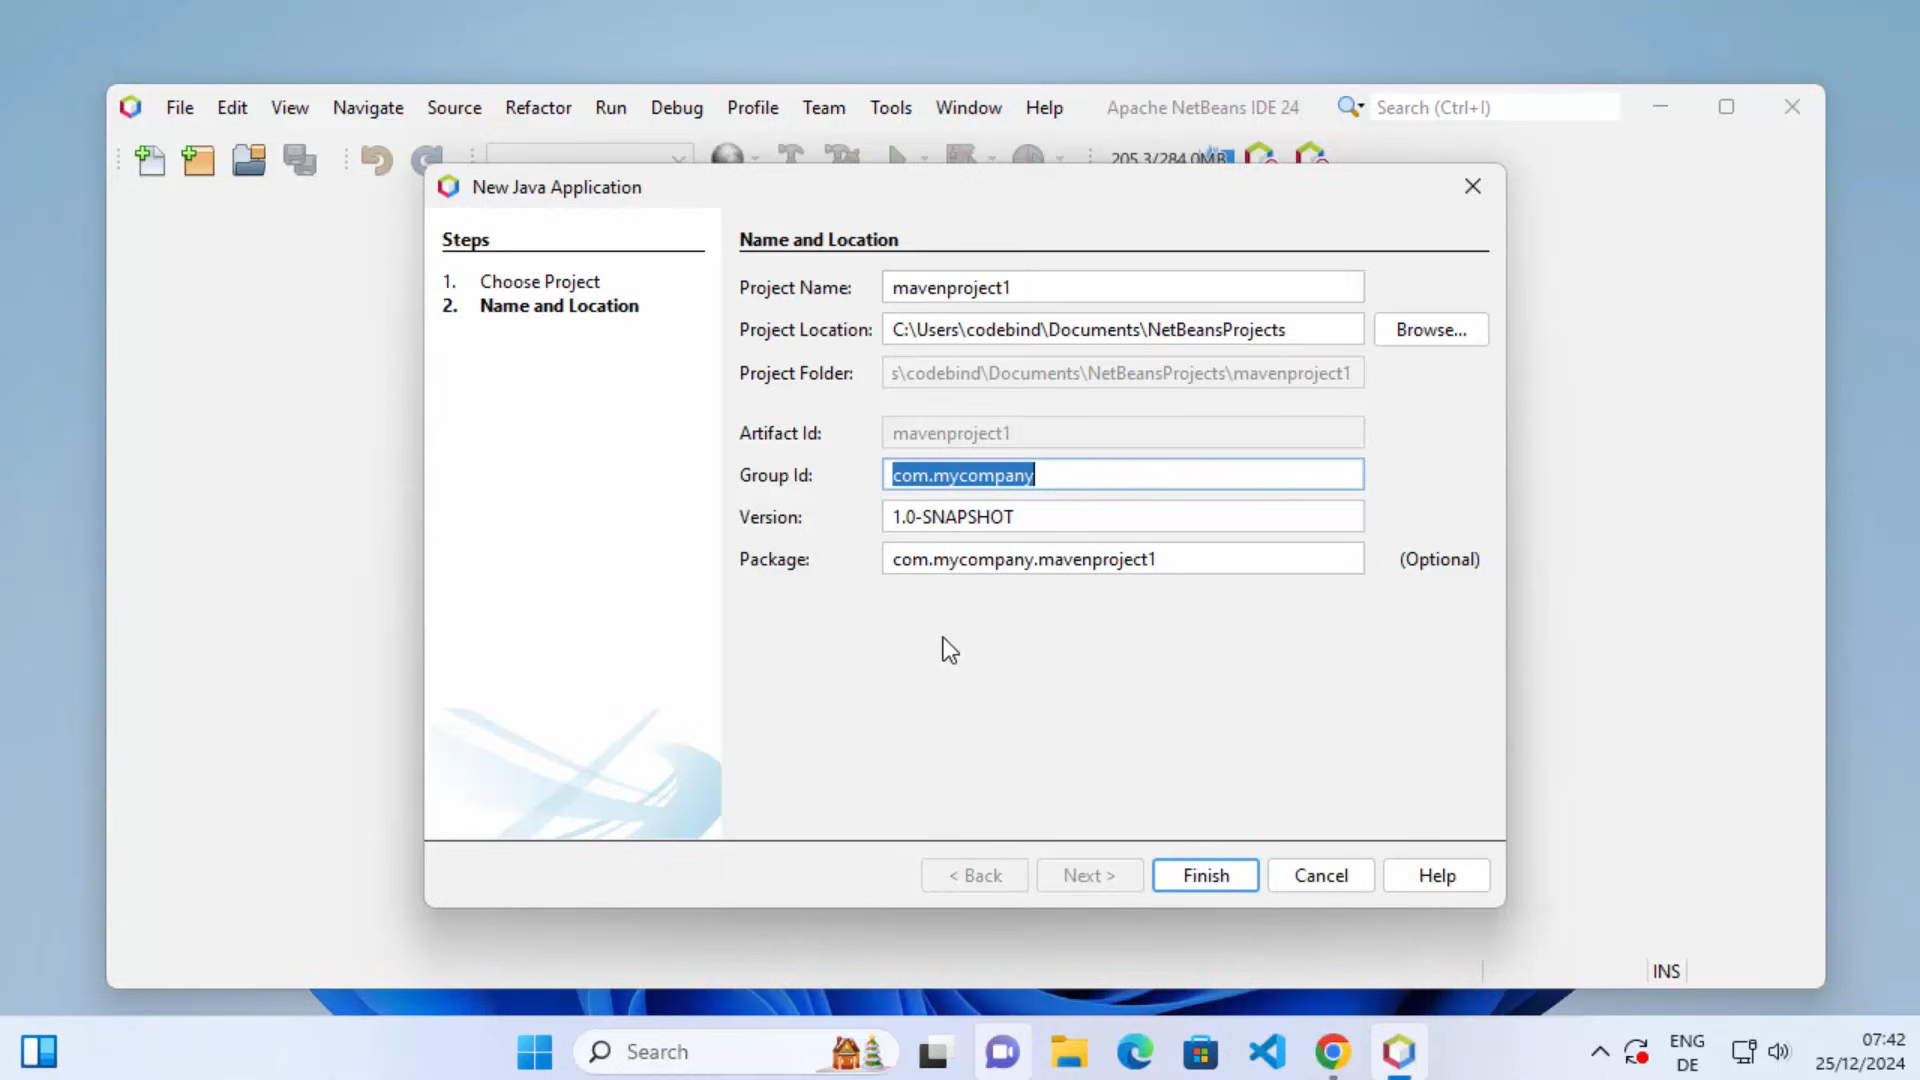 File Edit View Navigate Source Refactor Run Debug Profile Team Tools Window Help Apache NetBeans IDE 24 Search (Ctrl+I)
205.3/284.0MB
New Java Application
Steps
1. Choose Project
2. Name and Location
Name and Location
Project Name: mavenproject1
Project Location: C:\Users\codebind\Documents\NetBeansProjects Browse...
Project Folder: s\codebind\Documents\NetBeansProjects\mavenproject1
Artifact Id: mavenproject1
Group Id: com.mycompany
Version: 1.0-SNAPSHOT
Package: com.mycompany.mavenproject1 (Optional)
< Back Next > Finish Cancel Help
INS
Search
ENG
DE
07:42
25/12/2024